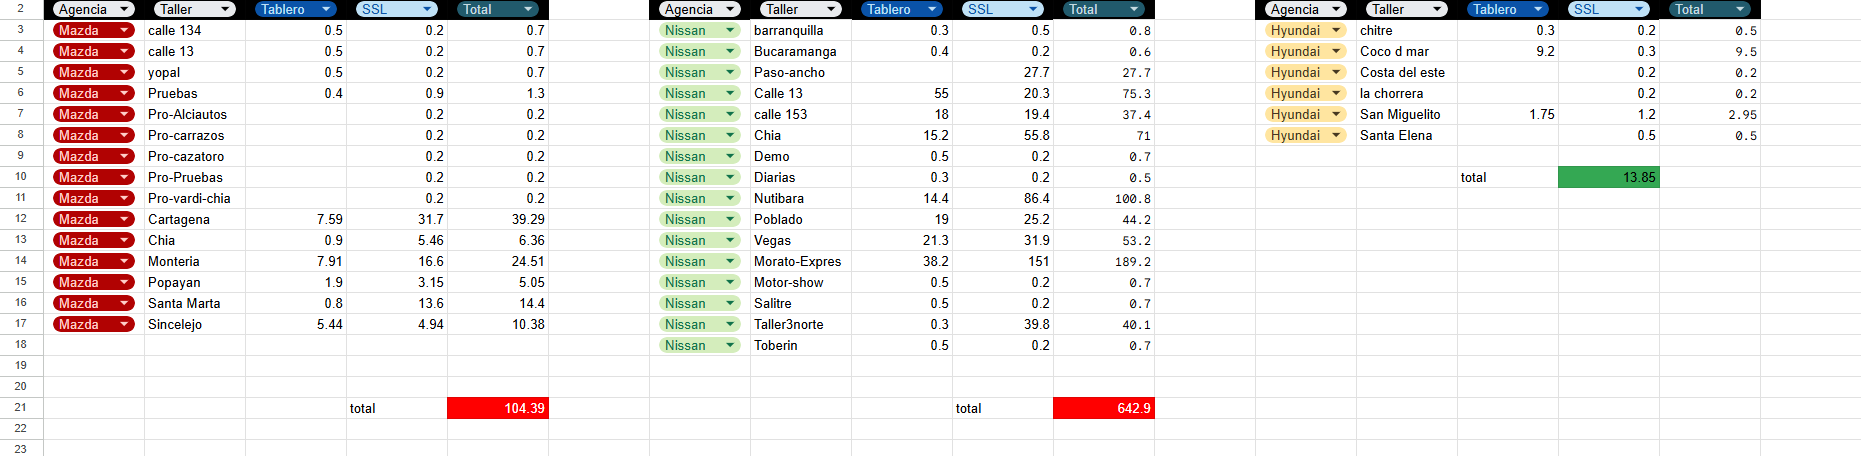 2 Agencia Taller Tablero SSL Total Agencia Taller Tablero SSL Total Agencia Taller Tablero SSL Total
3 Mazda calle 134 0.5 0.2 0.7 Nissan barranquilla 0.3 0.5 0.8 Hyundai chitre 0.3 0.2 0.5
4 Mazda calle 13 0.5 0.2 0.7 Nissan Bucaramanga 0.4 0.2 0.6 Hyundai Coco d mar 9.2 0.3 9.5
5 Mazda yopal 0.5 0.2 0.7 Nissan Paso-ancho 27.7 27.7 Hyundai Costa del este 0.2 0.2
6 Mazda Pruebas 0.4 0.9 1.3 Nissan Calle 13 55 20.3 75.3 Hyundai la chorrera 0.2 0.2
7 Mazda Pro-Alciautos 0.2 0.2 Nissan calle 153 18 19.4 37.4 Hyundai San Miguelito 1.75 1.2 2.95
8 Mazda Pro-carrazos 0.2 0.2 Nissan Chia 15.2 55.8 71 Hyundai Santa Elena 0.5 0.5
9 Mazda Pro-cazatoro 0.2 0.2 Nissan Demo 0.5 0.2 0.7
10 Mazda Pro-Pruebas 0.2 0.2 Nissan Diarias 0.3 0.2 0.5 total 13.85
11 Mazda Pro-vardi-chia 0.2 0.2 Nissan Nutibara 14.4 86.4 100.8
12 Mazda Cartagena 7.59 31.7 39.29 Nissan Poblado 19 25.2 44.2
13 Mazda Chia 0.9 5.46 6.36 Nissan Vegas 21.3 31.9 53.2
14 Mazda Monteria 7.91 16.6 24.51 Nissan Morato-Expres 38.2 151 189.2
15 Mazda Popayan 1.9 3.15 5.05 Nissan Motor-show 0.5 0.2 0.7
16 Mazda Santa Marta 0.8 13.6 14.4 Nissan Salitre 0.5 0.2 0.7
17 Mazda Sincelejo 5.44 4.94 10.38 Nissan Taller3norte 0.3 39.8 40.1
18 Nissan Toberin 0.5 0.2 0.7
19
20
21 total 104.39 total 642.9
22
23